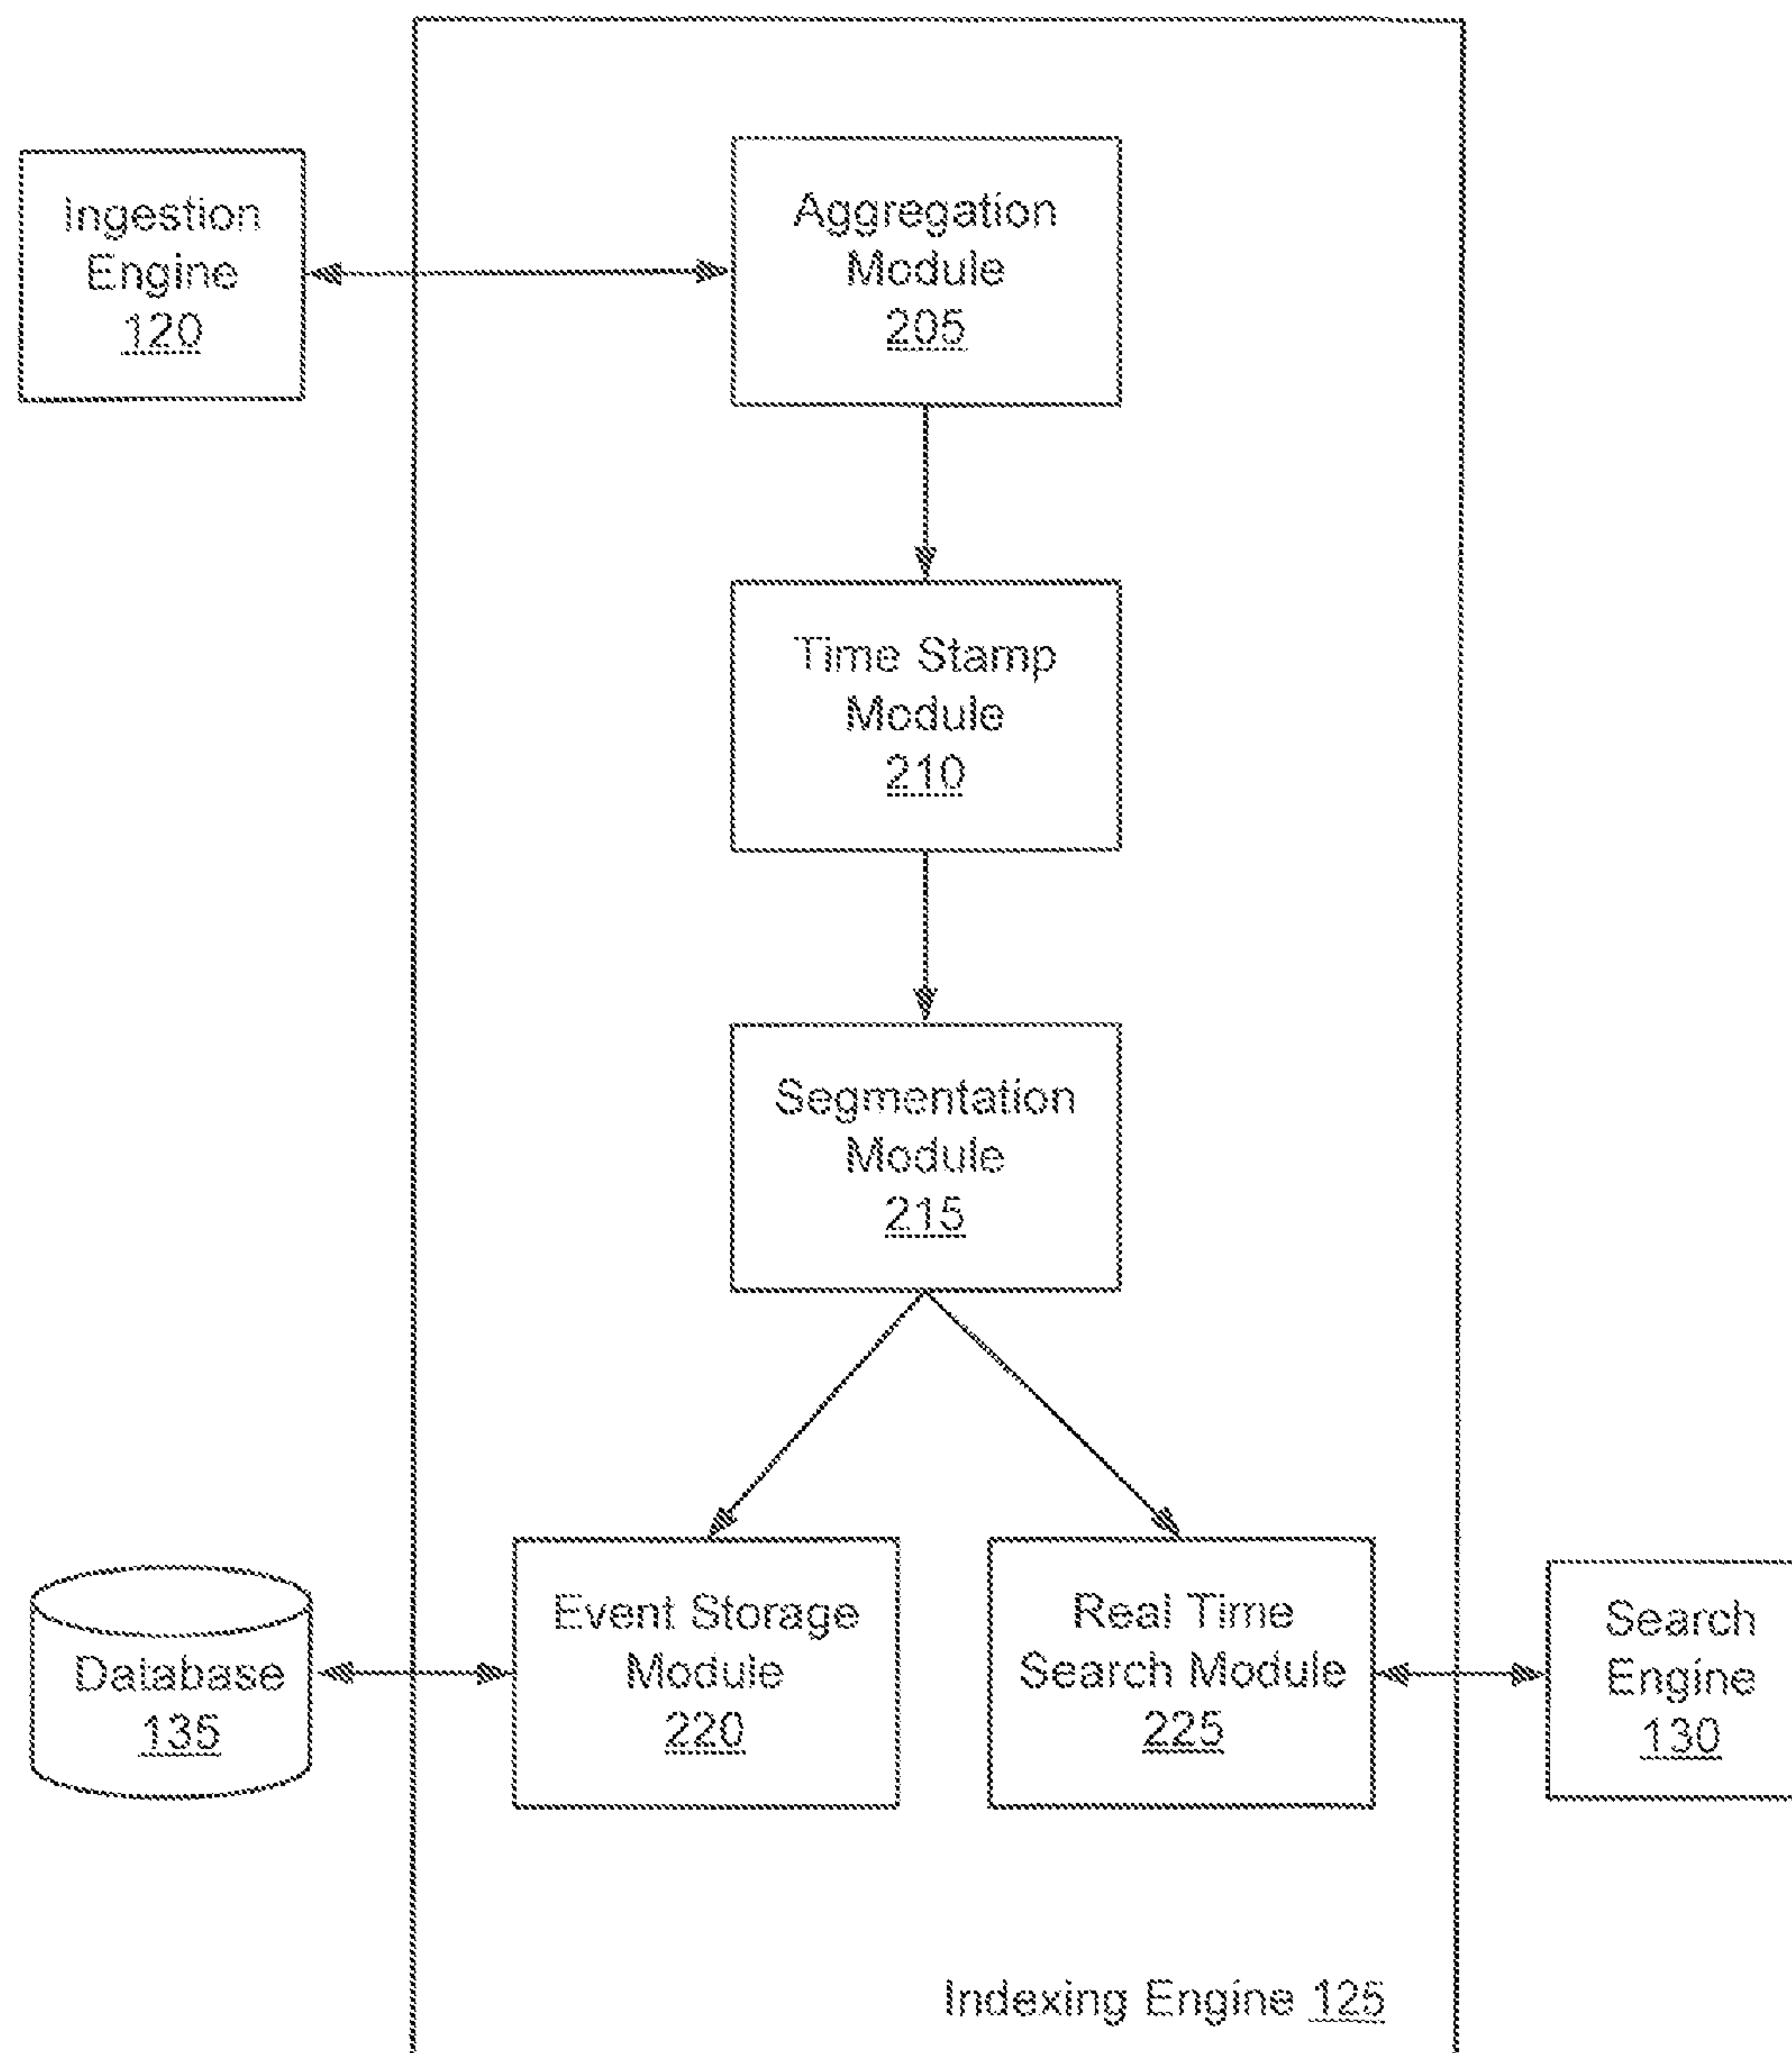 Ingestion
Engine
120
Aggregation
Module
205
Time Stamp
Module
210
Segmentation
Module
215
Database
135
Event Storage
Module
220
Real Time
Search Module
225
Search
Engine
130
Indexing Engine 125